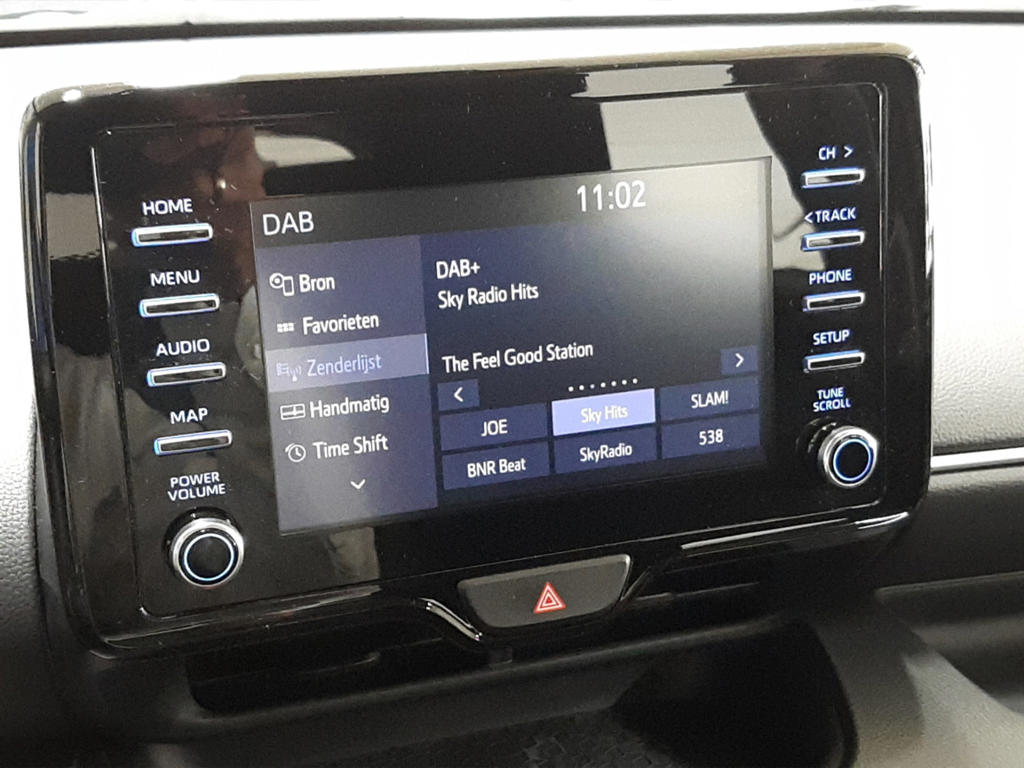 HOME
MENU
AUDIO
MAP
POWER
VOLUME
DAB
11:02
Bron
Favorieten
Zenderlijst
Handmatig
Time Shift
DAB+
Sky Radio Hits
The Feel Good Station
JOE
Sky Hits
SLAM!
BNR Beat
SkyRadio
538
CH >
< TRACK
PHONE
SETUP
TUNE
SCROLL